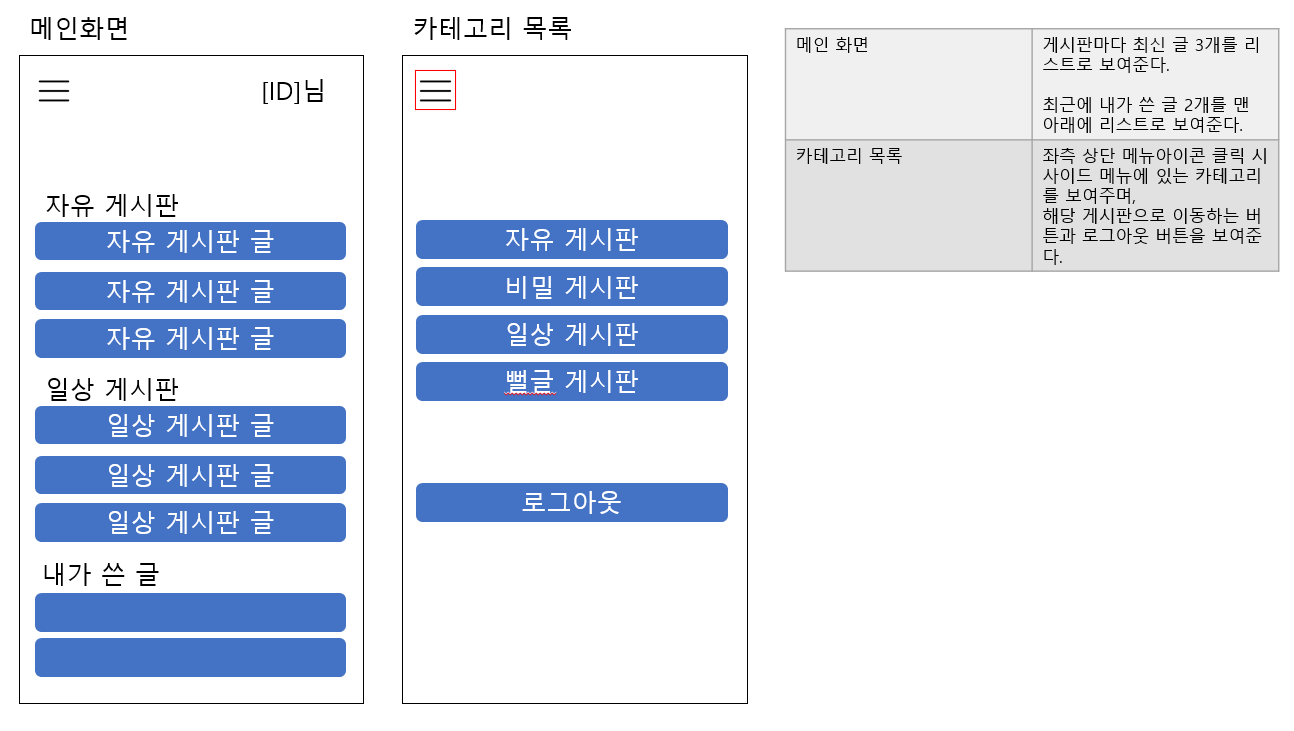 메인화면
[ID]님
자유 게시판
자유 게시판 글
자유 게시판 글
자유 게시판 글
일상 게시판
일상 게시판 글
일상 게시판 글
일상 게시판 글
내가 쓴 글
카테고리 목록
자유 게시판
비밀 게시판
일상 게시판
뻘글 게시판
로그아웃
메인 화면
게시판마다 최신 글 3개를 리
스트로 보여준다.
최근에 내가 쓴 글 2개를 맨
아래에 리스트로 보여준다.
카테고리 목록
좌측 상단 메뉴아이콘 클릭 시
사이드 메뉴에 있는 카테고리
를 보여주며,
해당 게시판으로 이동하는 버
튼과 로그아웃 버튼을 보여준
다.